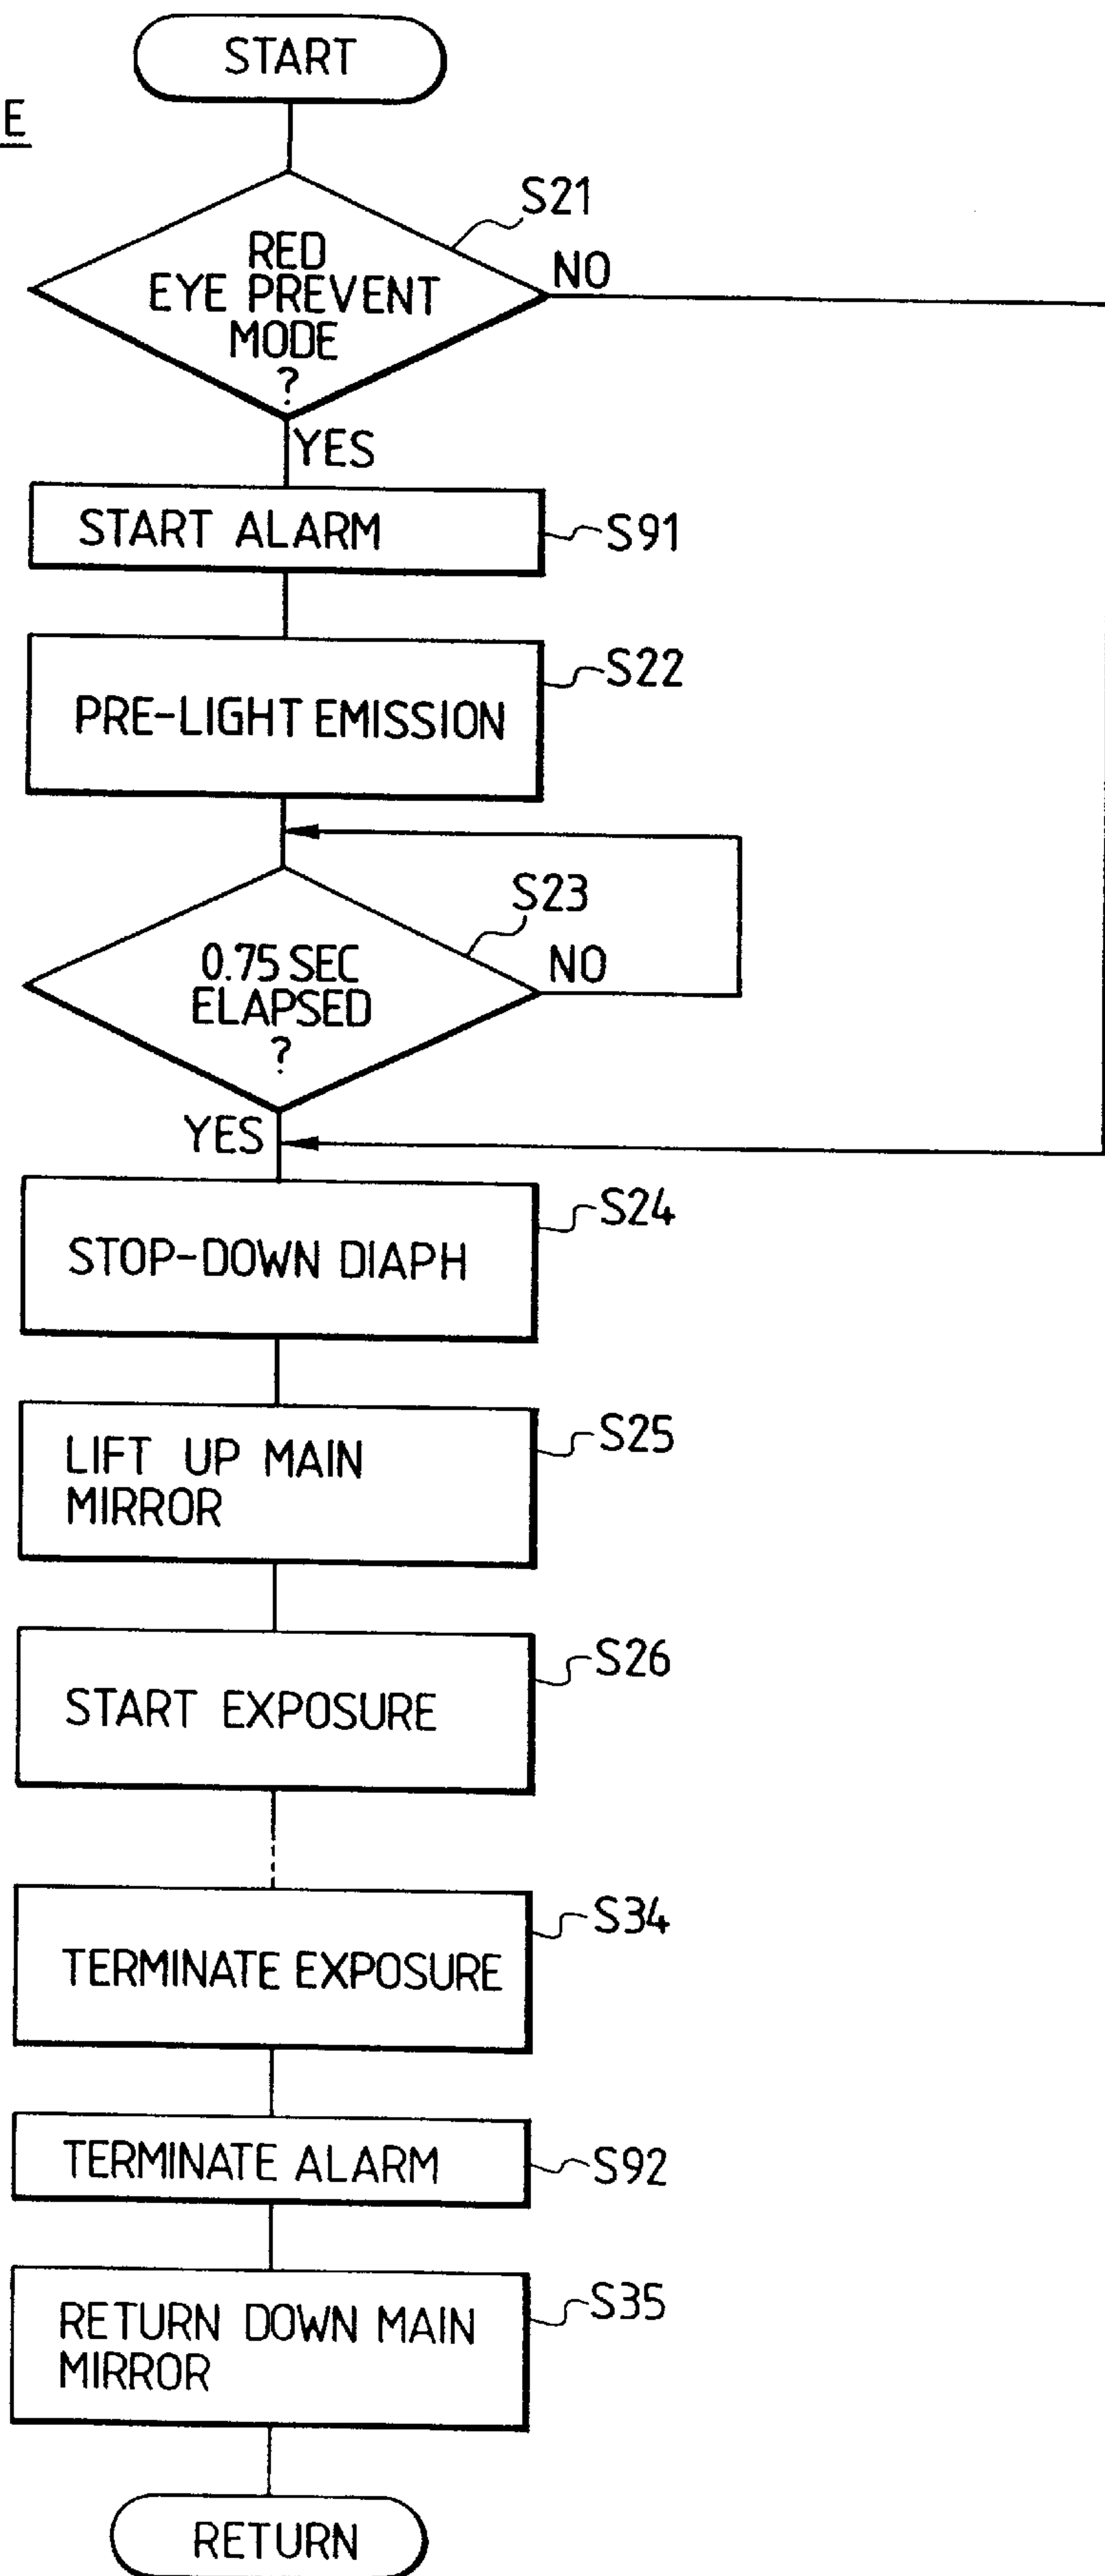 START
E
S21
RED
EYE PREVENT
MODE
?
NO
YES
START ALARM
S91
PRE-LIGHT EMISSION
S22
S23
0.75 SEC
ELAPSED
?
NO
YES
STOP-DOWN DIAPH
S24
LIFT UP MAIN
MIRROR
S25
START EXPOSURE
S26
TERMINATE EXPOSURE
S34
TERMINATE ALARM
S92
RETURN DOWN MAIN
MIRROR
S35
RETURN